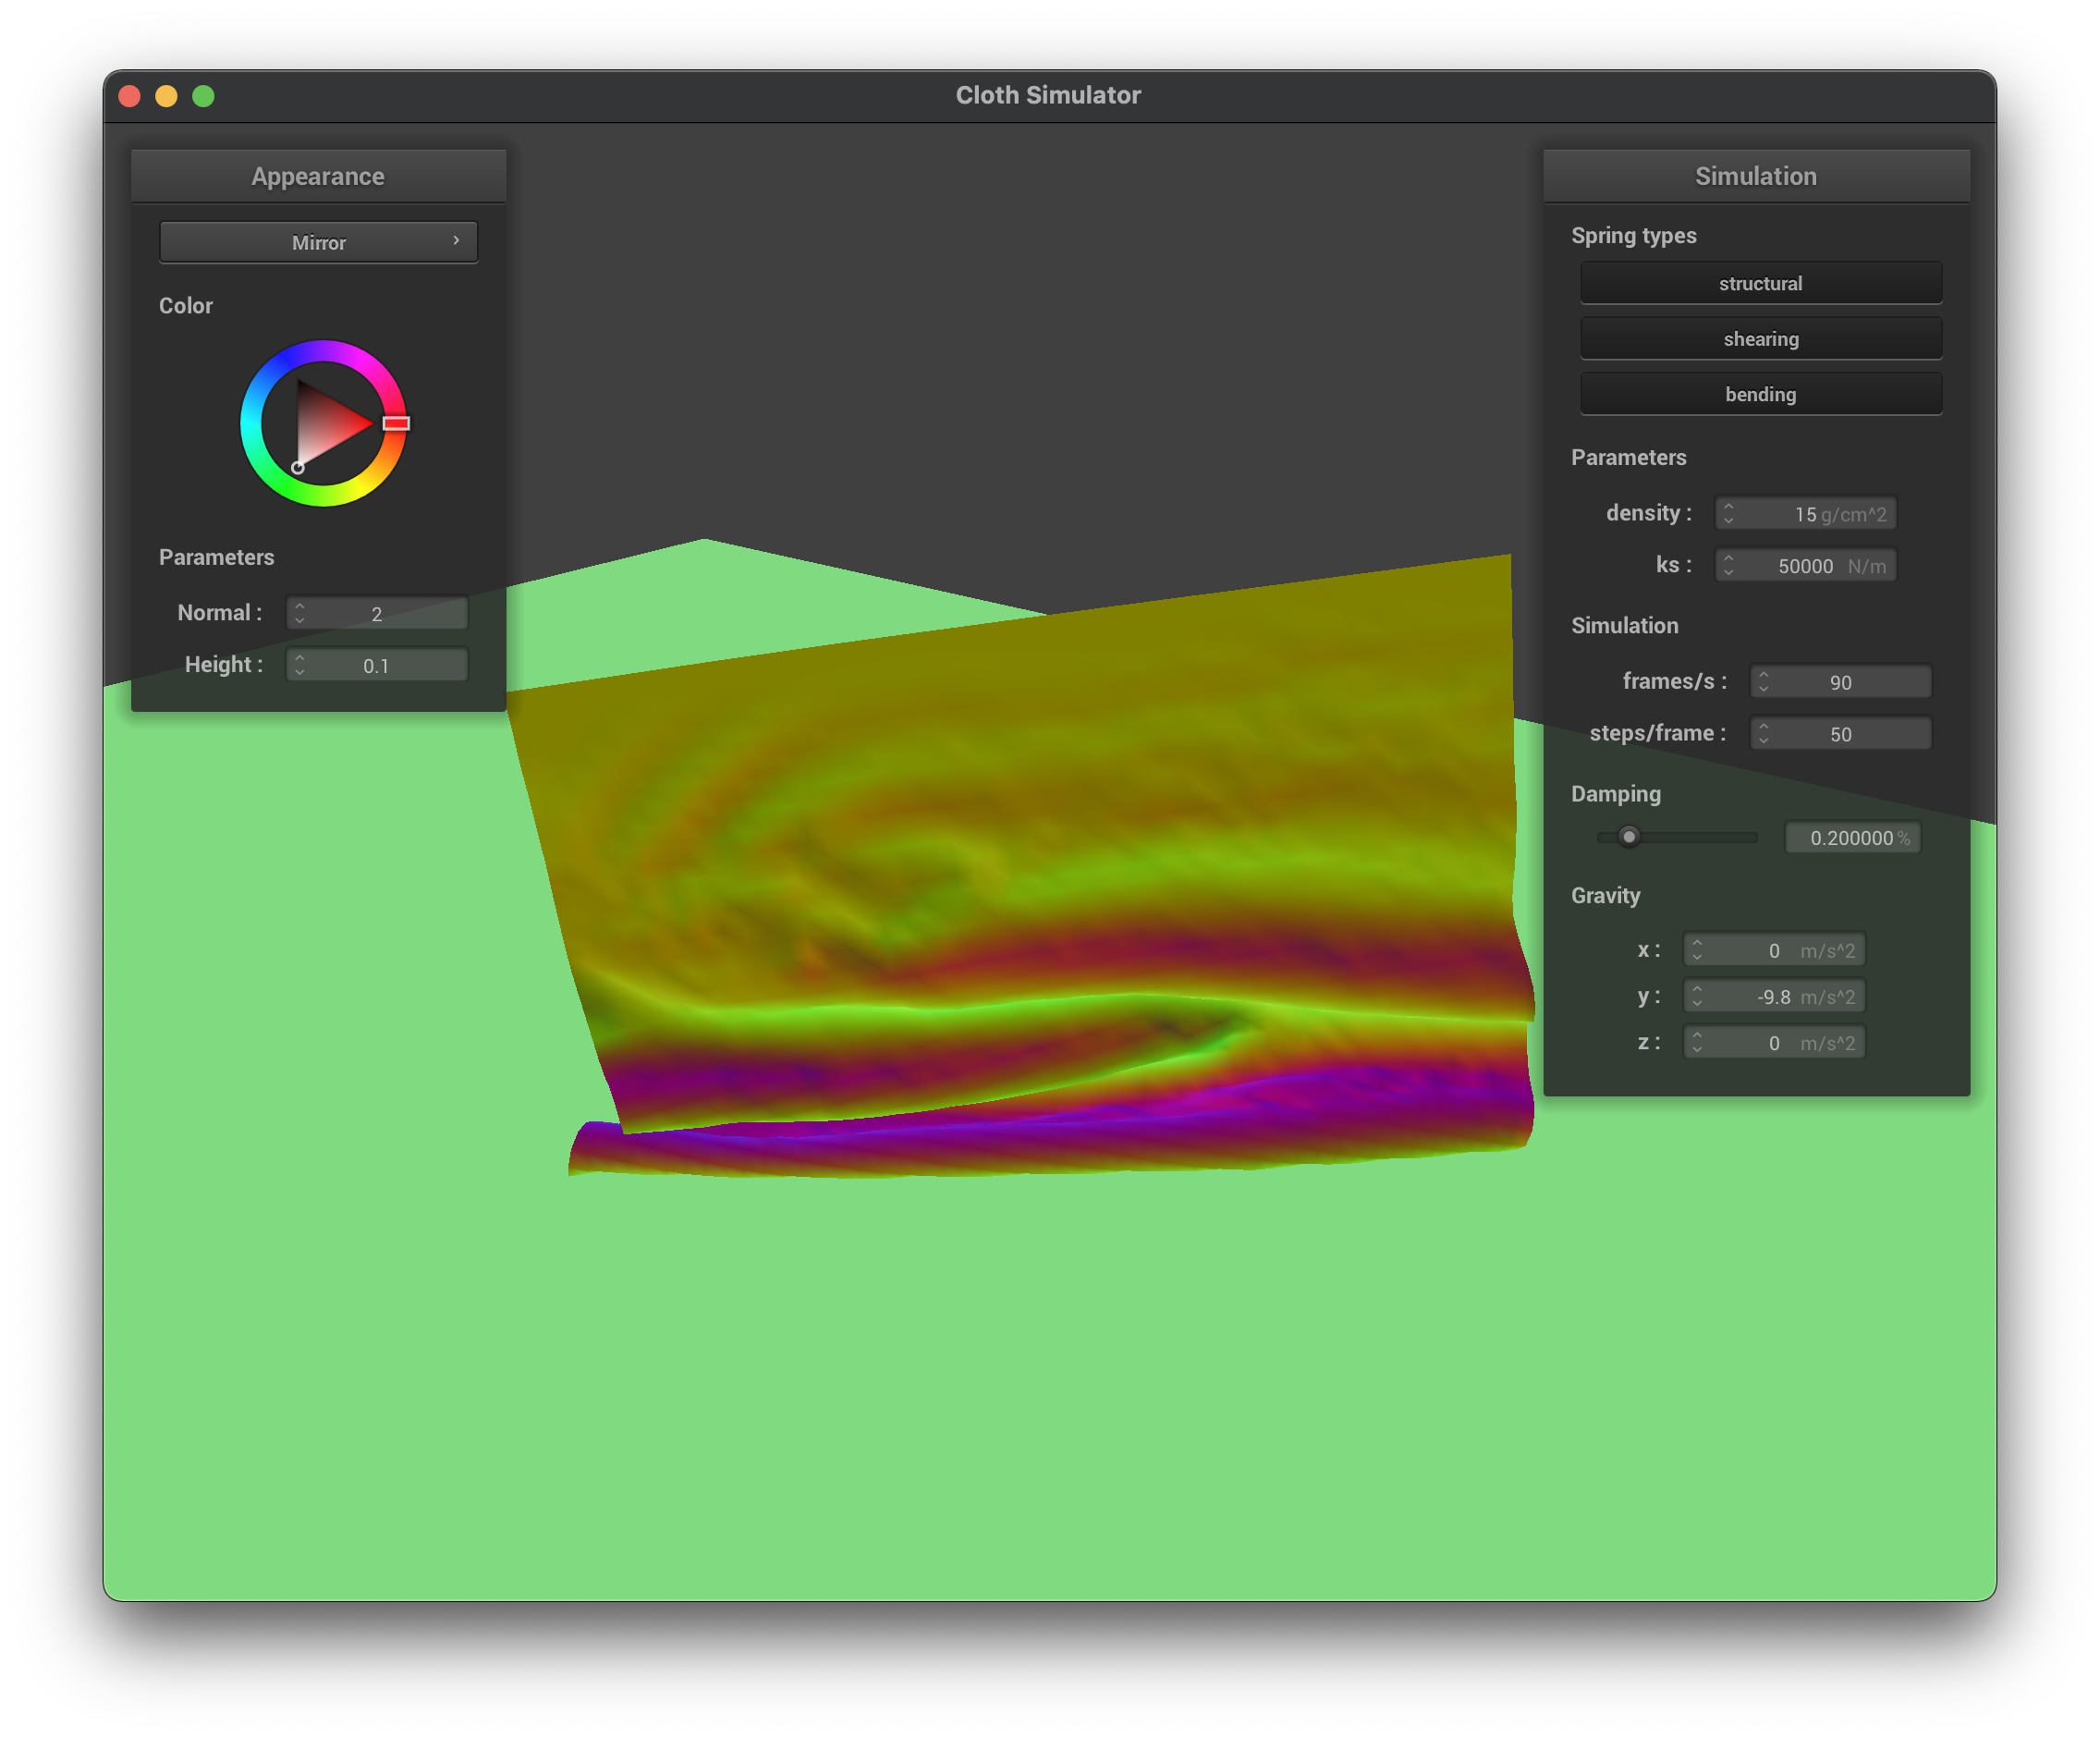 Cloth Simulator
Appearance
Mirror
Color
Parameters
Normal : 2
Height : 0.1
Simulation
Spring types
structural
shearing
bending
Parameters
density : 15 g/cm^2
ks : 50000 N/m
Simulation
frames/s : 90
steps/frame : 50
Damping
0.200000 %
Gravity
x : 0 m/s^2
y : -9.8 m/s^2
z : 0 m/s^2